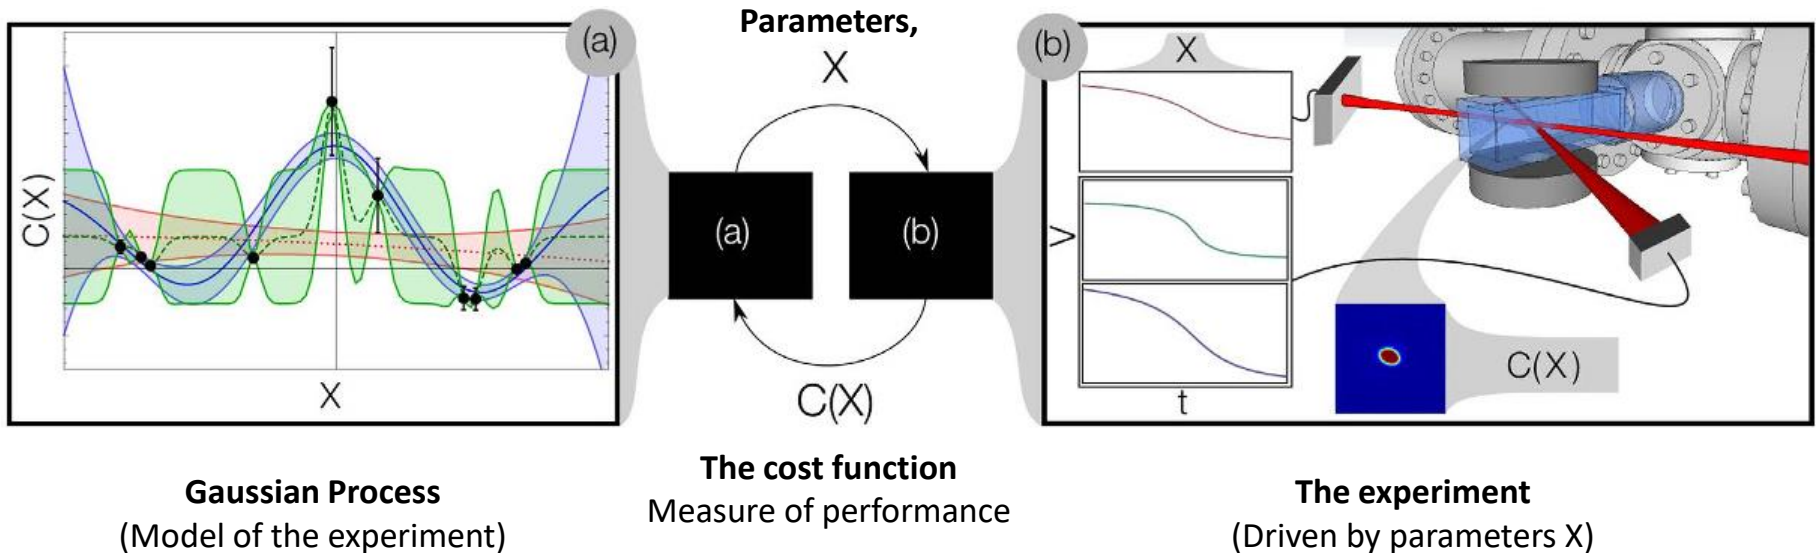 Parameters,
X
(a)
C(X)
X
(a)
(b)
C(X)
(b)
X
V
t
C(X)
Gaussian Process
(Model of the experiment)
The cost function
Measure of performance
The experiment
(Driven by parameters X)